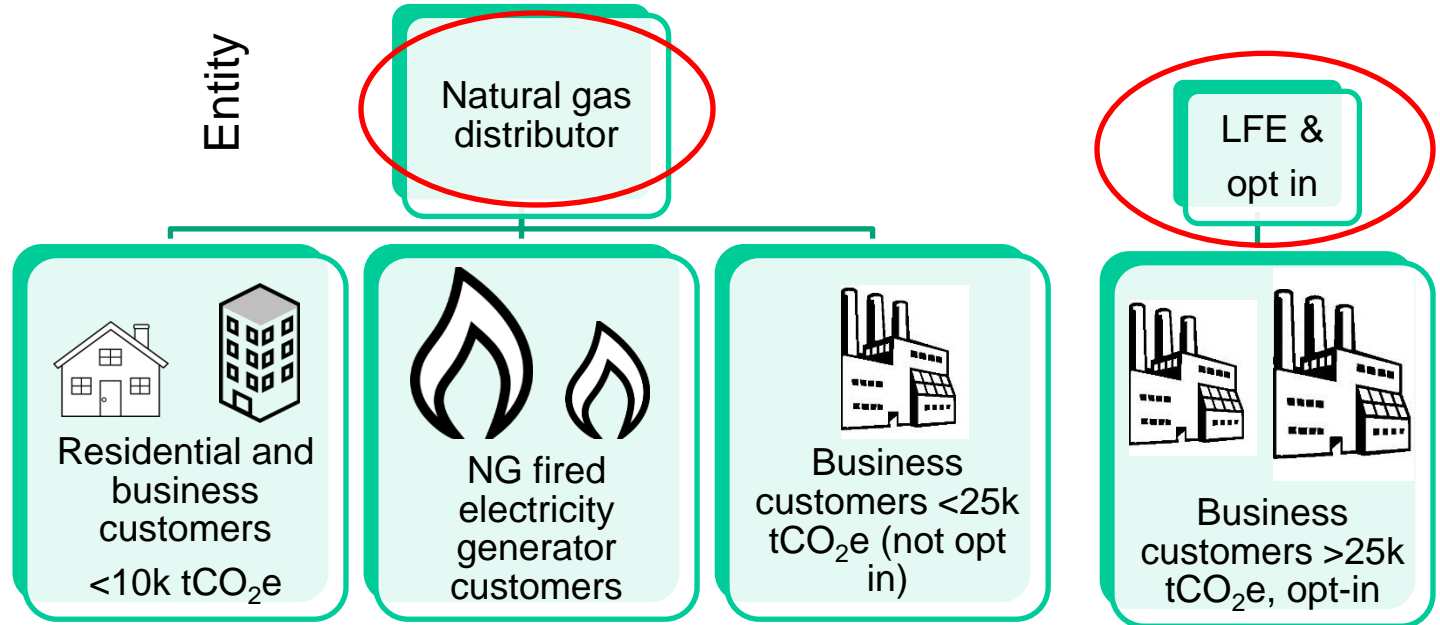 Entity
Natural gas
distributor
LFE &
opt in
Residential and
business
customers
<10k tCO₂e
NG fired
electricity
generator
customers
Business
customers <25k
tCO₂e (not opt
in)
Business
customers >25k
tCO₂e, opt-in